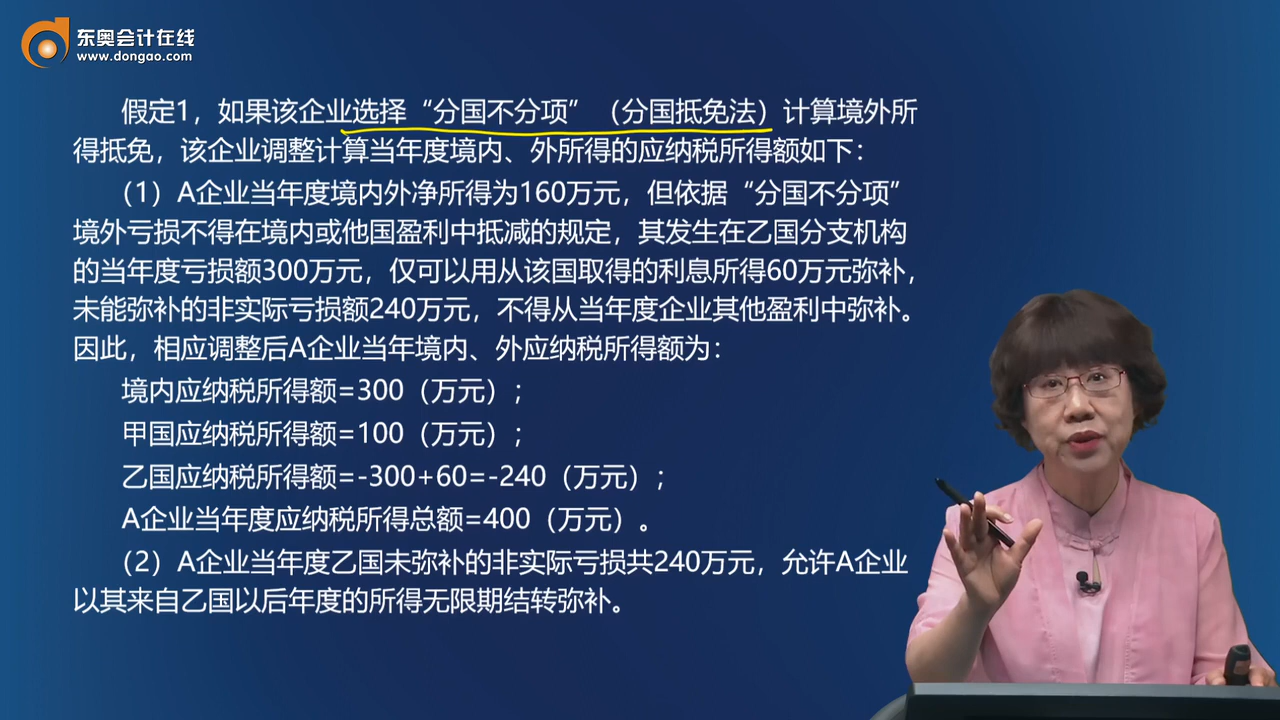 东奥会计在线
www.dongao.com
假定1，如果该企业选择“分国不分项”（分国抵免法）计算境外所
得抵免，该企业调整计算当年度境内、外所得的应纳税所得额如下：
（1）A企业当年度境内外净所得为160万元，但依据“分国不分项”
境外亏损不得在境内或他国盈利中抵减的规定，其发生在乙国分支机构
的当年度亏损额300万元，仅可以用从该国取得的利息所得60万元弥补，
未能弥补的非实际亏损额240万元，不得从当年度企业其他盈利中弥补。
因此，相应调整后A企业当年境内、外应纳税所得额为：
境内应纳税所得额=300（万元）；
甲国应纳税所得额=100（万元）；
乙国应纳税所得额=-300+60=-240（万元）；
A企业当年度应纳税所得总额=400（万元）。
（2）A企业当年度乙国未弥补的非实际亏损共240万元，允许A企业
以其来自乙国以后年度的所得无限期结转弥补。